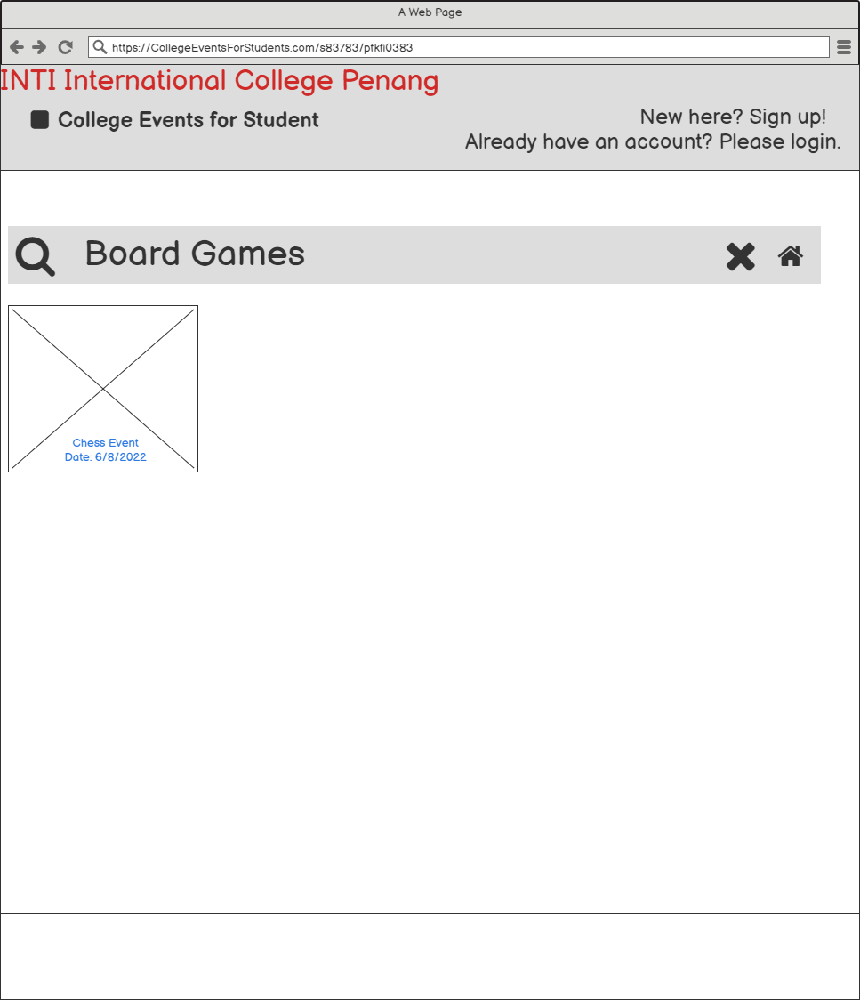 A Web Page
https://CollegeEventsForStudents.com/s83783/pfkfi0383
INTI International College Penang
College Events for Student
New here? Sign up!
Already have an account? Please login.
Board Games
Chess Event
Date: 6/8/2022